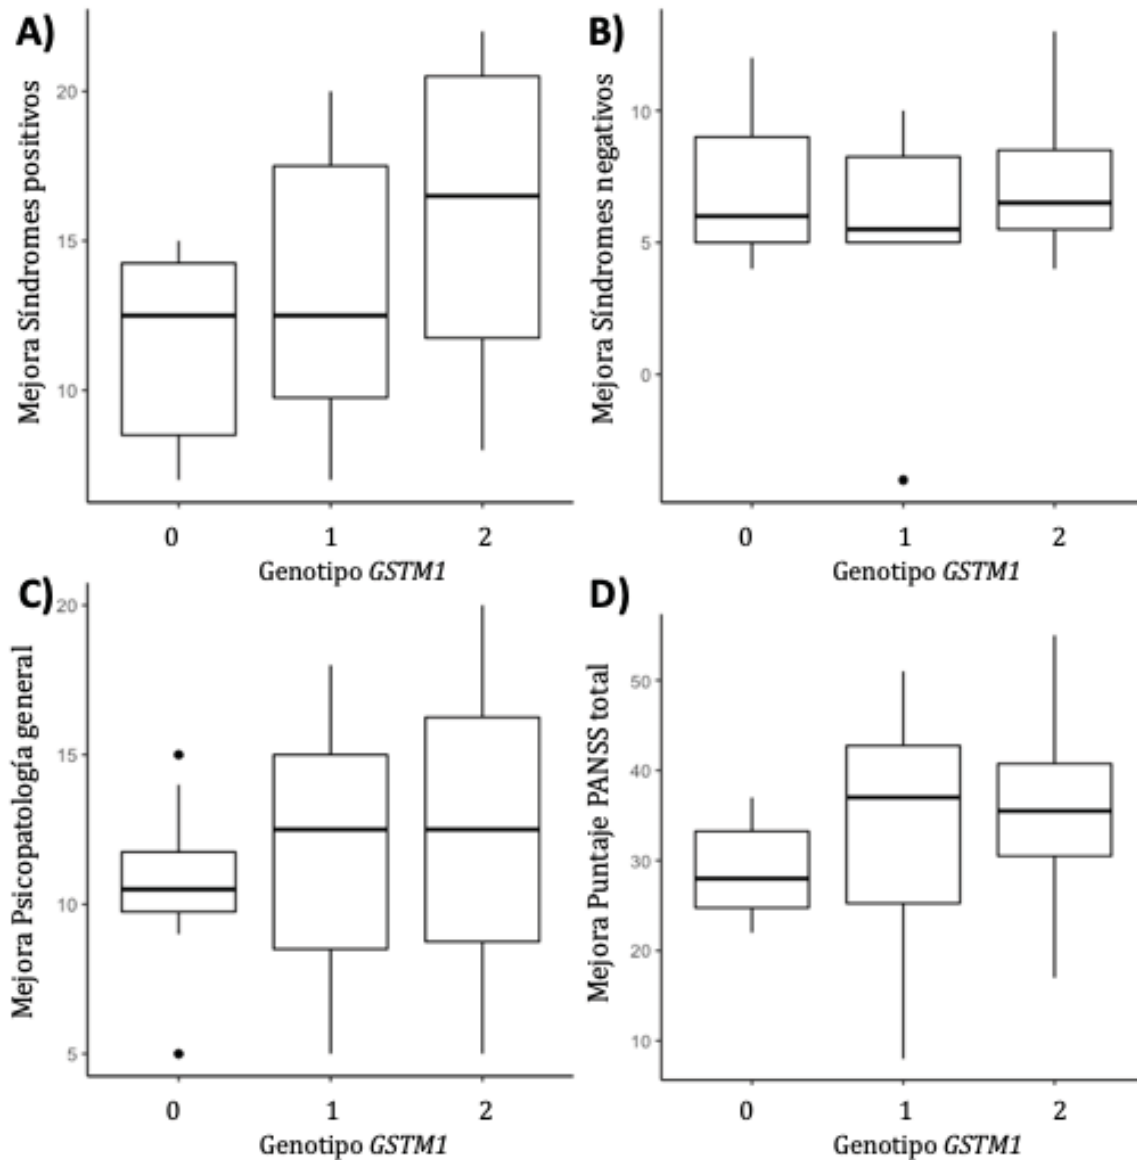 A)
Mejora Síndromes positivos
20
15
10
0 1 2
Genotipo GSTM1
B)
Mejora Síndromes negativos
10
5
0
0 1 2
Genotipo GSTM1
C)
Mejora Psicopatología general
20
15
10
5
0 1 2
Genotipo GSTM1
D)
Mejora Puntaje PANSS total
50
40
30
20
10
0 1 2
Genotipo GSTM1